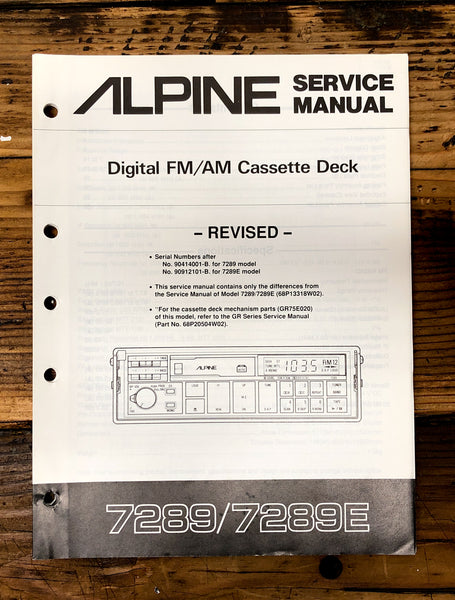 ALPINE
SERVICE
MANUAL
Digital FM/AM Cassette Deck
– REVISED –
• Serial Numbers after
No. 90414001-B. for 7289 model
No. 90912101-B. for 7289E model
• This service manual contains only the differences from
the Service Manual of Model 7289/7289E (68P13318W02).
• "For the cassette deck mechanism parts (GR75E020)
of this model, refer to the GR Series Service Manual
(Part No. 68P20504W02).
ALPINE
1035
7289/7289E